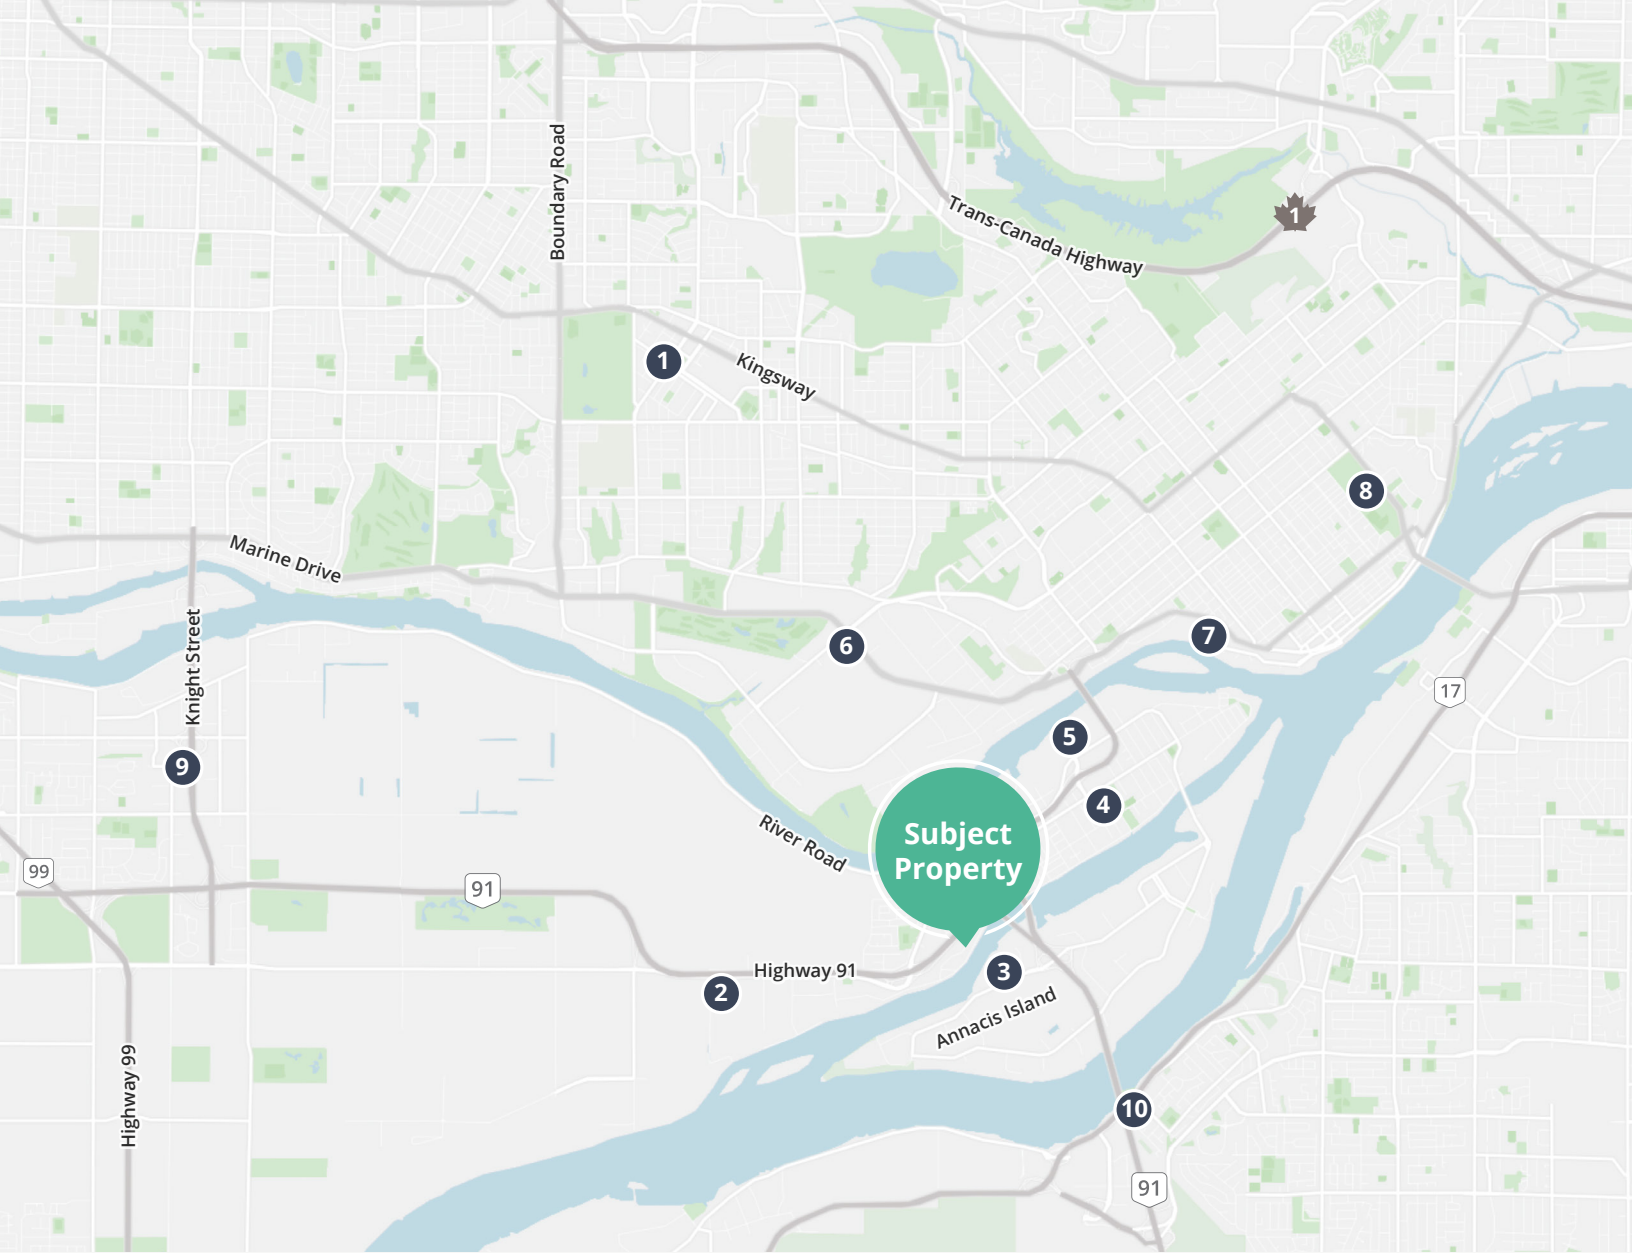 Boundary Road
Trans-Canada Highway
1
1
Kingsway
8
Marine Drive
Knight Street
6
7
17
5
9
4
River Road
Subject
Property
99
91
Highway 91
3
2
Annacis Island
Highway 99
10
91